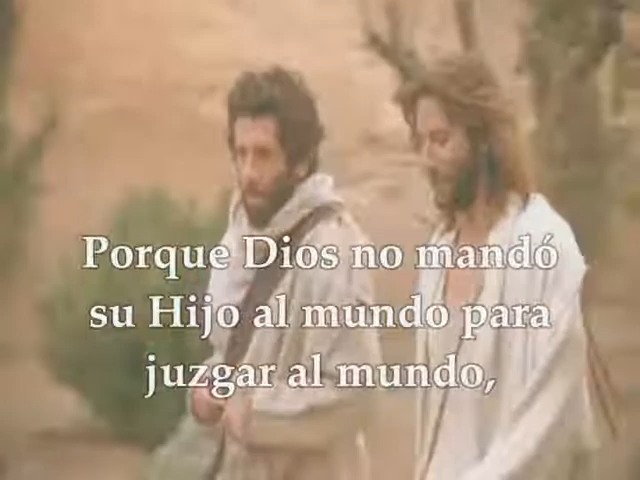 Porque Dios no mandó
su Hijo al mundo para
juzgar al mundo,